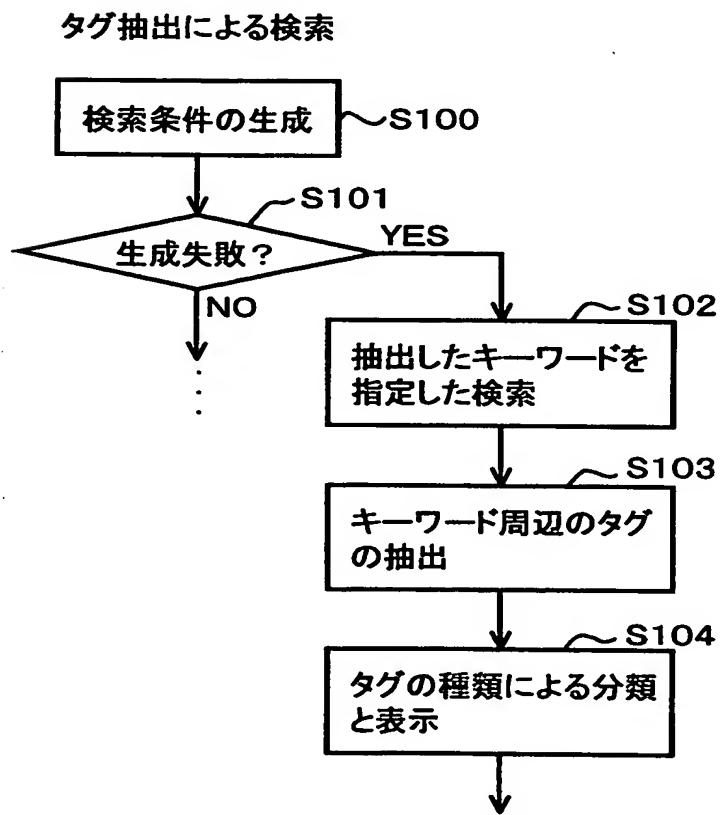 タグ抽出による検索
検索条件の生成
S100
S101
生成失敗？
YES
NO
S102
抽出したキーワードを
指定した検索
S103
キーワード周辺のタグ
の抽出
S104
タグの種類による分類
と表示